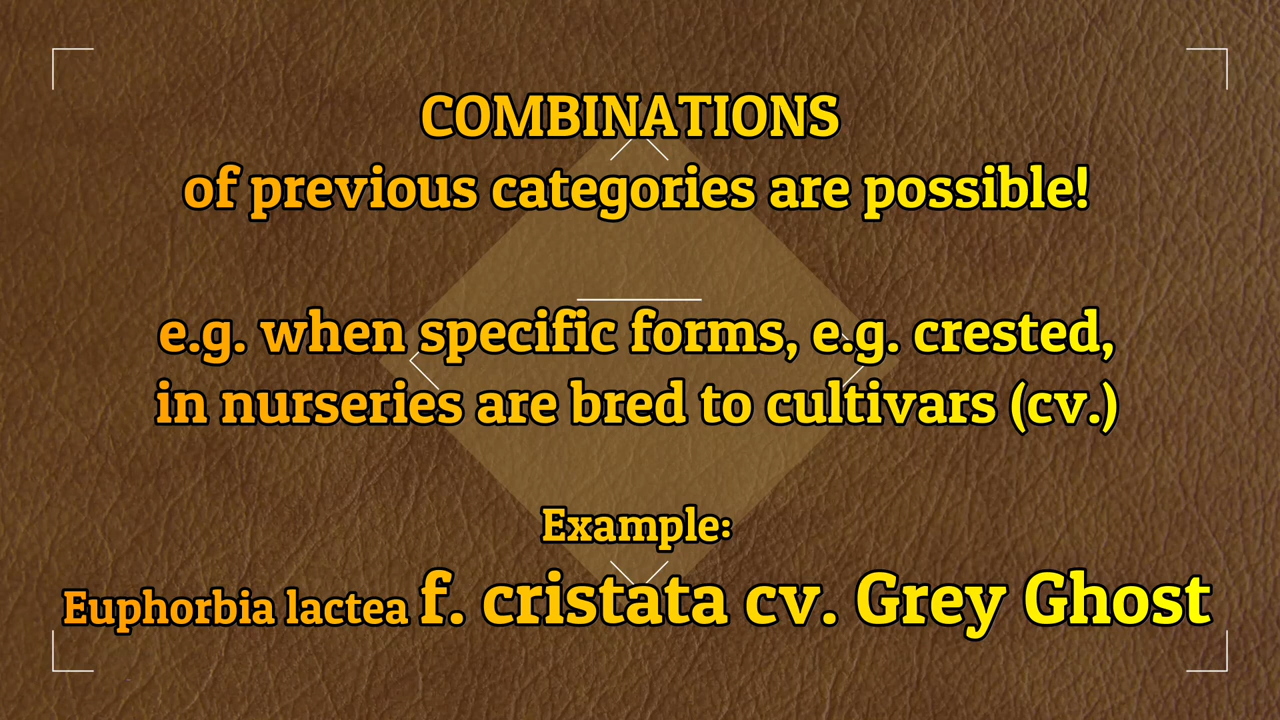 COMBINATIONS
of previous categories are possible!
e.g. when specific forms, e.g. crested,
in nurseries are bred to cultivars (cv.)
Example:
Euphorbia lactea f. cristata cv. Grey Ghost